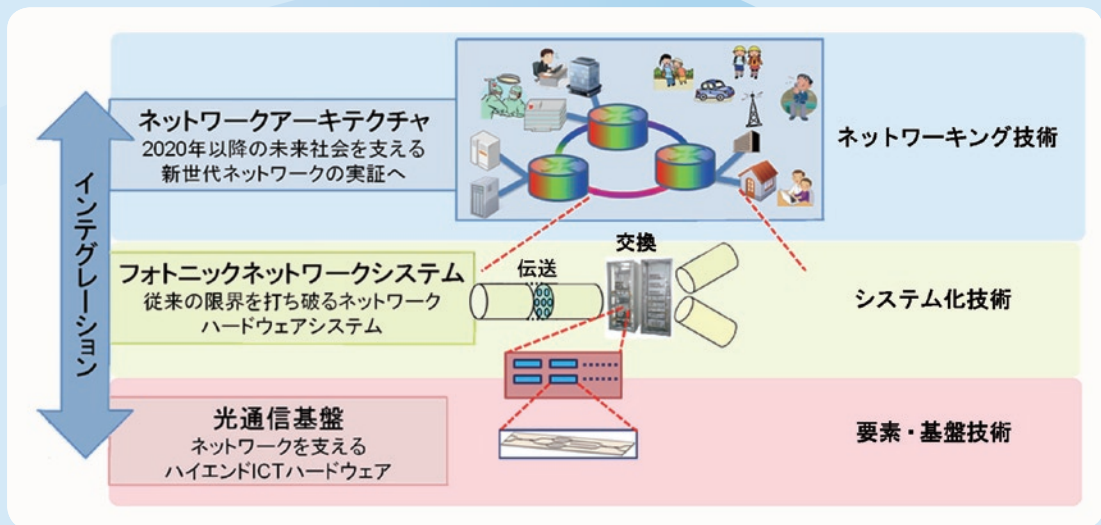 インテグレーション
ネットワークアーキテクチャ
2020年以降の未来社会を支える
新世代ネットワークの実証へ
ネットワーキング技術
フォトニックネットワークシステム
従来の限界を打ち破るネットワーク
ハードウェアシステム
伝送
交換
システム化技術
光通信基盤
ネットワークを支える
ハイエンドICTハードウェア
要素・基盤技術